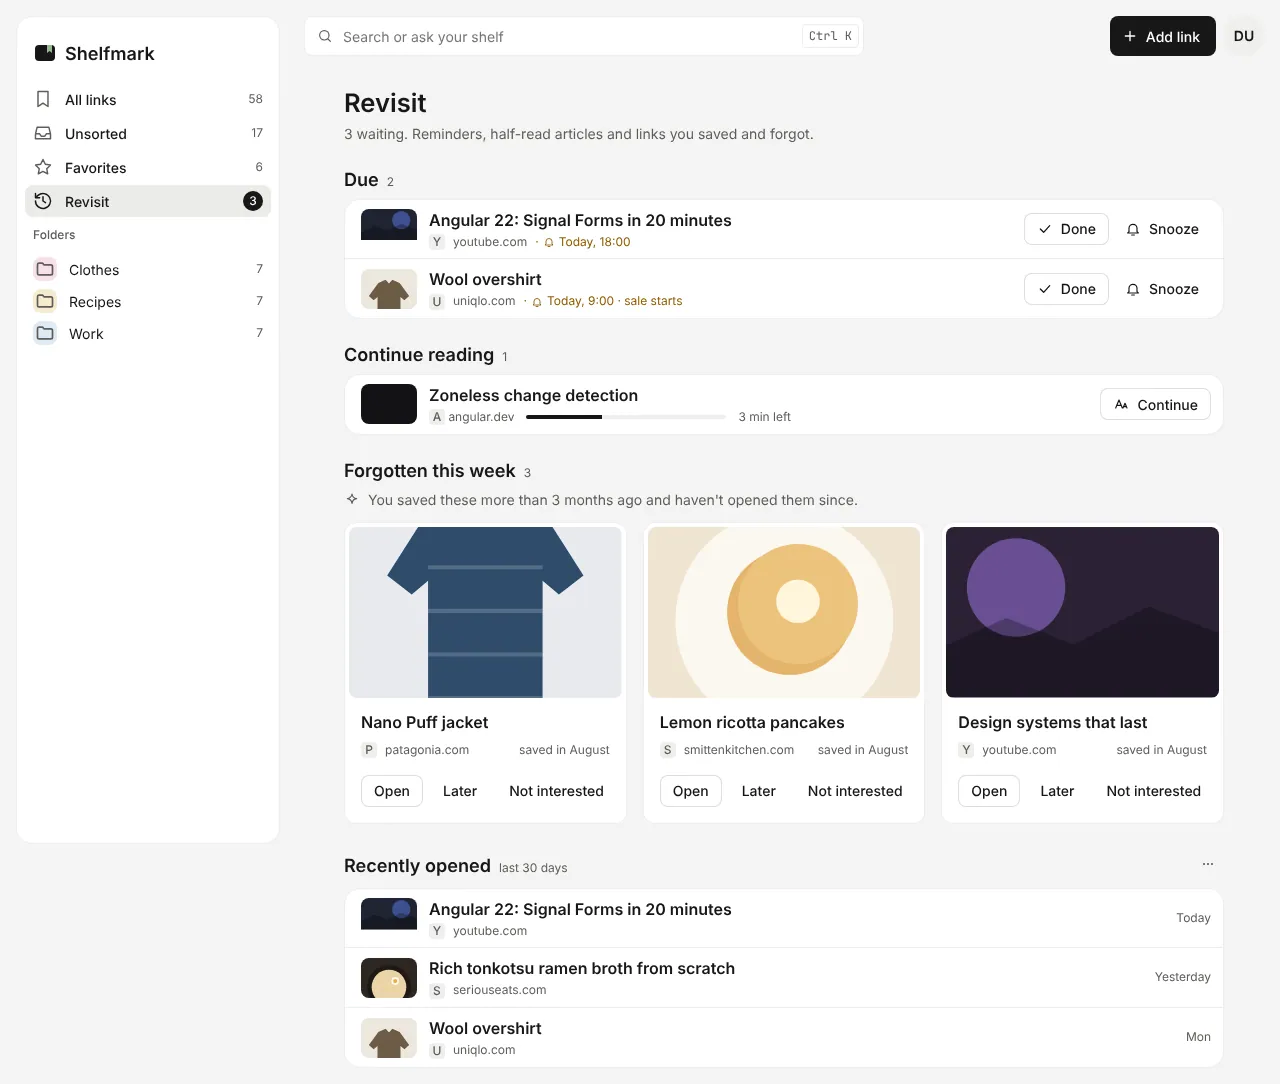 Shelfmark
All links 58
Unsorted 17
Favorites 6
Revisit 3
Folders
Clothes 7
Recipes 7
Work 7
Search or ask your shelf Ctrl K
+ Add link DU
Revisit
3 waiting. Reminders, half-read articles and links you saved and forgot.
Due 2
Angular 22: Signal Forms in 20 minutes
Y youtube.com · Today, 18:00
Done Snooze
Wool overshirt
U uniqlo.com · Today, 9:00 · sale starts
Done Snooze
Continue reading 1
Zoneless change detection
A angular.dev 3 min left
AA Continue
Forgotten this week 3
You saved these more than 3 months ago and haven't opened them since.
Nano Puff jacket
P patagonia.com saved in August
Open Later Not interested
Lemon ricotta pancakes
S smittenkitchen.com saved in August
Open Later Not interested
Design systems that last
Y youtube.com saved in August
Open Later Not interested
Recently opened last 30 days ···
Angular 22: Signal Forms in 20 minutes
Y youtube.com
Today
Rich tonkotsu ramen broth from scratch
S seriouseats.com
Yesterday
Wool overshirt
U uniqlo.com
Mon